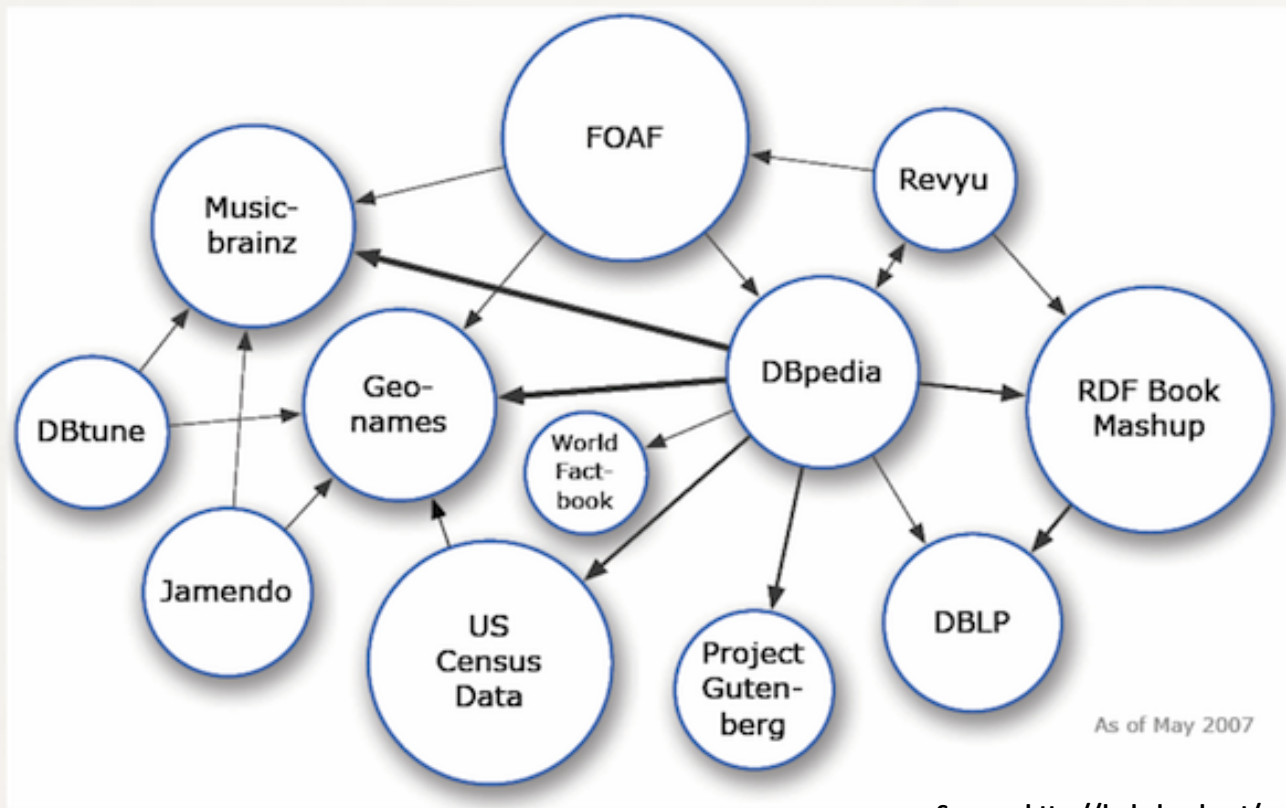 FOAF
Revyu
Music-
brainz
DBpedia
Geo-
names
RDF Book
Mashup
DBtune
World
Fact-
book
Jamendo
US
Census
Data
Project
Guten-
berg
DBLP
As of May 2007